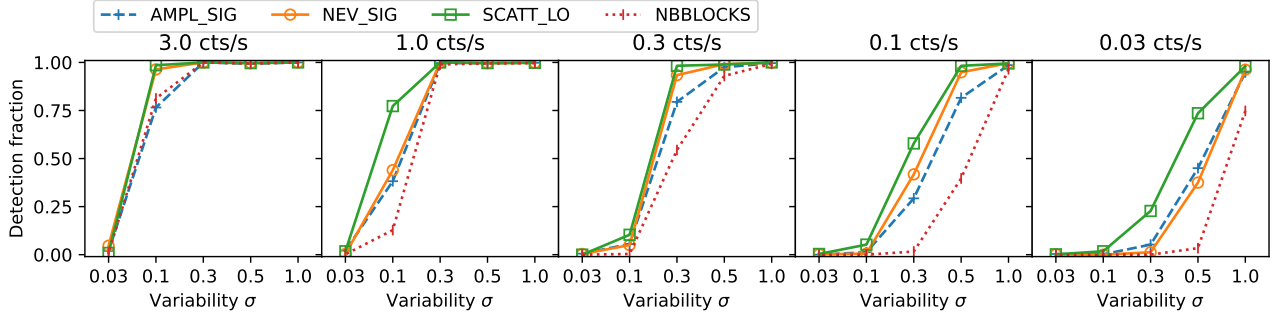 AMPL_SIG NEV_SIG SCATT_LO NBBLOCKS
3.0 cts/s 1.0 cts/s 0.3 cts/s 0.1 cts/s 0.03 cts/s
1.00
0.75
0.50
0.25
0.00
Detection fraction
0.03 0.1 0.3 0.5 1.0 0.03 0.1 0.3 0.5 1.0 0.03 0.1 0.3 0.5 1.0 0.03 0.1 0.3 0.5 1.0 0.03 0.1 0.3 0.5 1.0
Variability σ Variability σ Variability σ Variability σ Variability σ